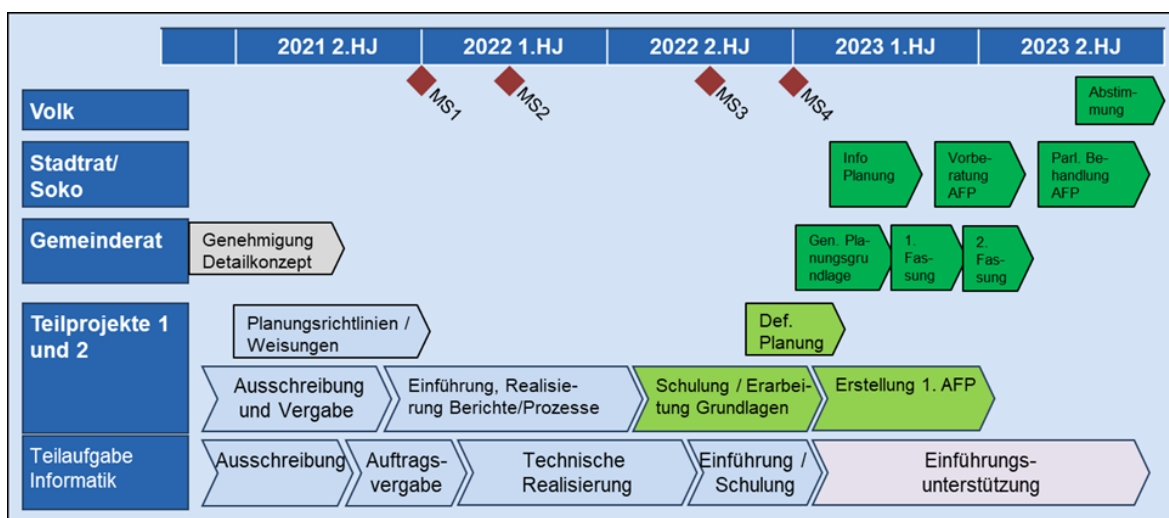 2021 2.HJ 2022 1.HJ 2022 2.HJ 2023 1.HJ 2023 2.HJ
MS1 MS2 MS3 MS4
Volk
Abstim-
mung
Stadtrat/
Soko
Info
Planung
Vorbe-
ratung
AFP
Parl. Be-
handlung
AFP
Gemeinderat
Genehmigung
Detailkonzept
Gen. Pla-
nungsgru
ndlage
1.
Fas-
sung
2.
Fas-
sung
Teilprojekte 1
und 2
Planungsrichtlinien /
Weisungen
Def.
Planung
Ausschreibung
und Vergabe
Einführung, Realisie-
rung Berichte/Prozesse
Schulung / Erarbei-
tung Grundlagen
Erstellung 1. AFP
Teilaufgabe
Informatik
Ausschreibung
Auftrags-
vergabe
Technische
Realisierung
Einführung /
Schulung
Einführungs-
unterstützung